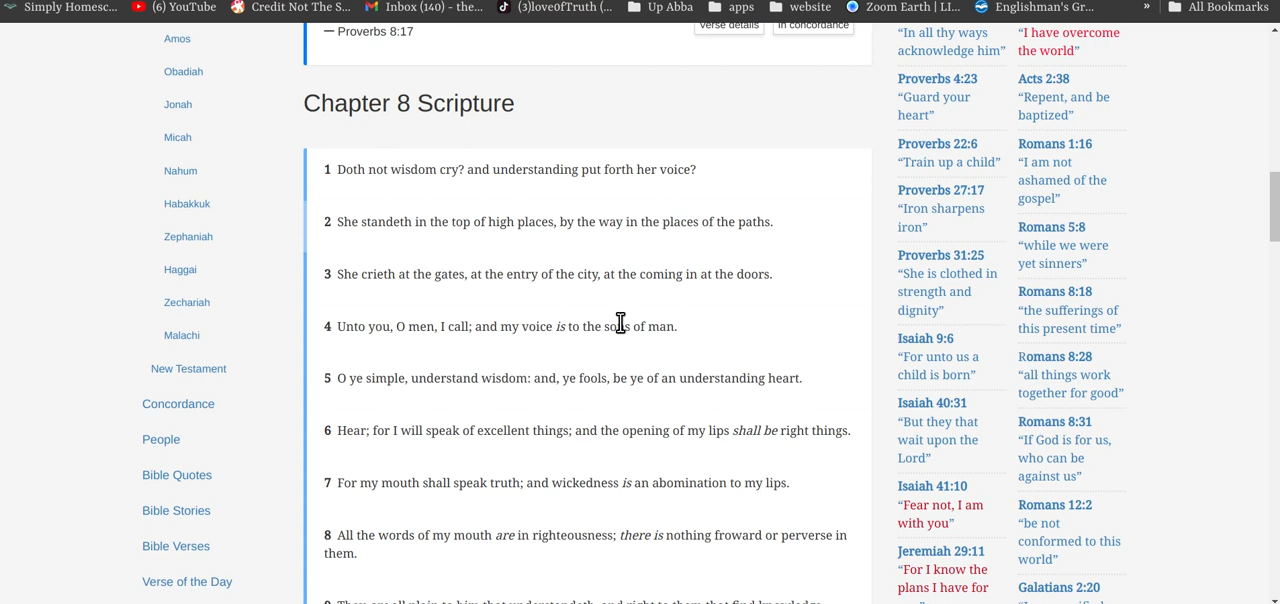 Simply Homesc...
(6) YouTube
Credit Not The S...
Inbox (140) - the...
(3)love0fTruth (...
Up Abba
apps
website
Zoom Earth | LI...
Englishman's Gr...
»
All Bookmarks
Amos
Obadiah
Jonah
Micah
Nahum
Habakkuk
Zephaniah
Haggai
Zechariah
Malachi
New Testament
Concordance
People
Bible Quotes
Bible Stories
Bible Verses
Verse of the Day
— Proverbs 8:17
Verse details
In concordance
Chapter 8 Scripture
1 Doth not wisdom cry? and understanding put forth her voice?
2 She standeth in the top of high places, by the way in the places of the paths.
3 She crieth at the gates, at the entry of the city, at the coming in at the doors.
4 Unto you, O men, I call; and my voice is to the sons of man.
5 O ye simple, understand wisdom: and, ye fools, be ye of an understanding heart.
6 Hear; for I will speak of excellent things; and the opening of my lips shall be right things.
7 For my mouth shall speak truth; and wickedness is an abomination to my lips.
8 All the words of my mouth are in righteousness; there is nothing froward or perverse in
them.
“In all thy ways
acknowledge him”
Proverbs 4:23
“Guard your
heart”
Proverbs 22:6
“Train up a child”
Proverbs 27:17
“Iron sharpens
iron”
Proverbs 31:25
“She is clothed in
strength and
dignity”
Isaiah 9:6
“For unto us a
child is born”
Isaiah 40:31
“But they that
wait upon the
Lord”
Isaiah 41:10
“Fear not, I am
with you”
Jeremiah 29:11
“For I know the
plans I have for
“I have overcome
the world”
Acts 2:38
“Repent, and be
baptized”
Romans 1:16
“I am not
ashamed of the
gospel”
Romans 5:8
“while we were
yet sinners”
Romans 8:18
“the sufferings of
this present time”
Romans 8:28
“all things work
together for good”
Romans 8:31
“If God is for us,
who can be
against us”
Romans 12:2
“be not
conformed to this
world”
Galatians 2:20